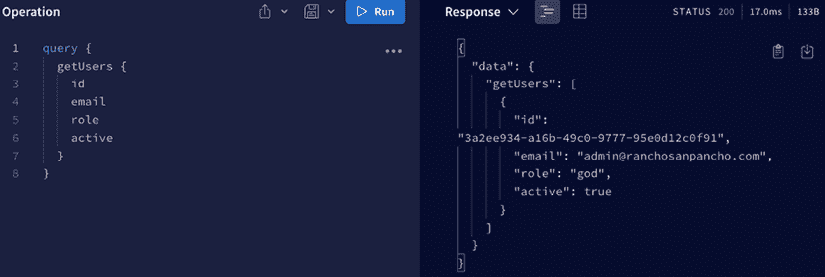 Operation
Run
1 query {
2 getUsers {
3 id
4 email
5 role
6 active
7 }
8 }
Response
STATUS 200
17.0ms
133B
{
"data": {
"getUsers": [
{
"id":
"3a2ee934-a16b-49c0-9777-95e0d12c0f91",
"email": "admin@ranchosanpancho.com",
"role": "god",
"active": true
}
]
}
}